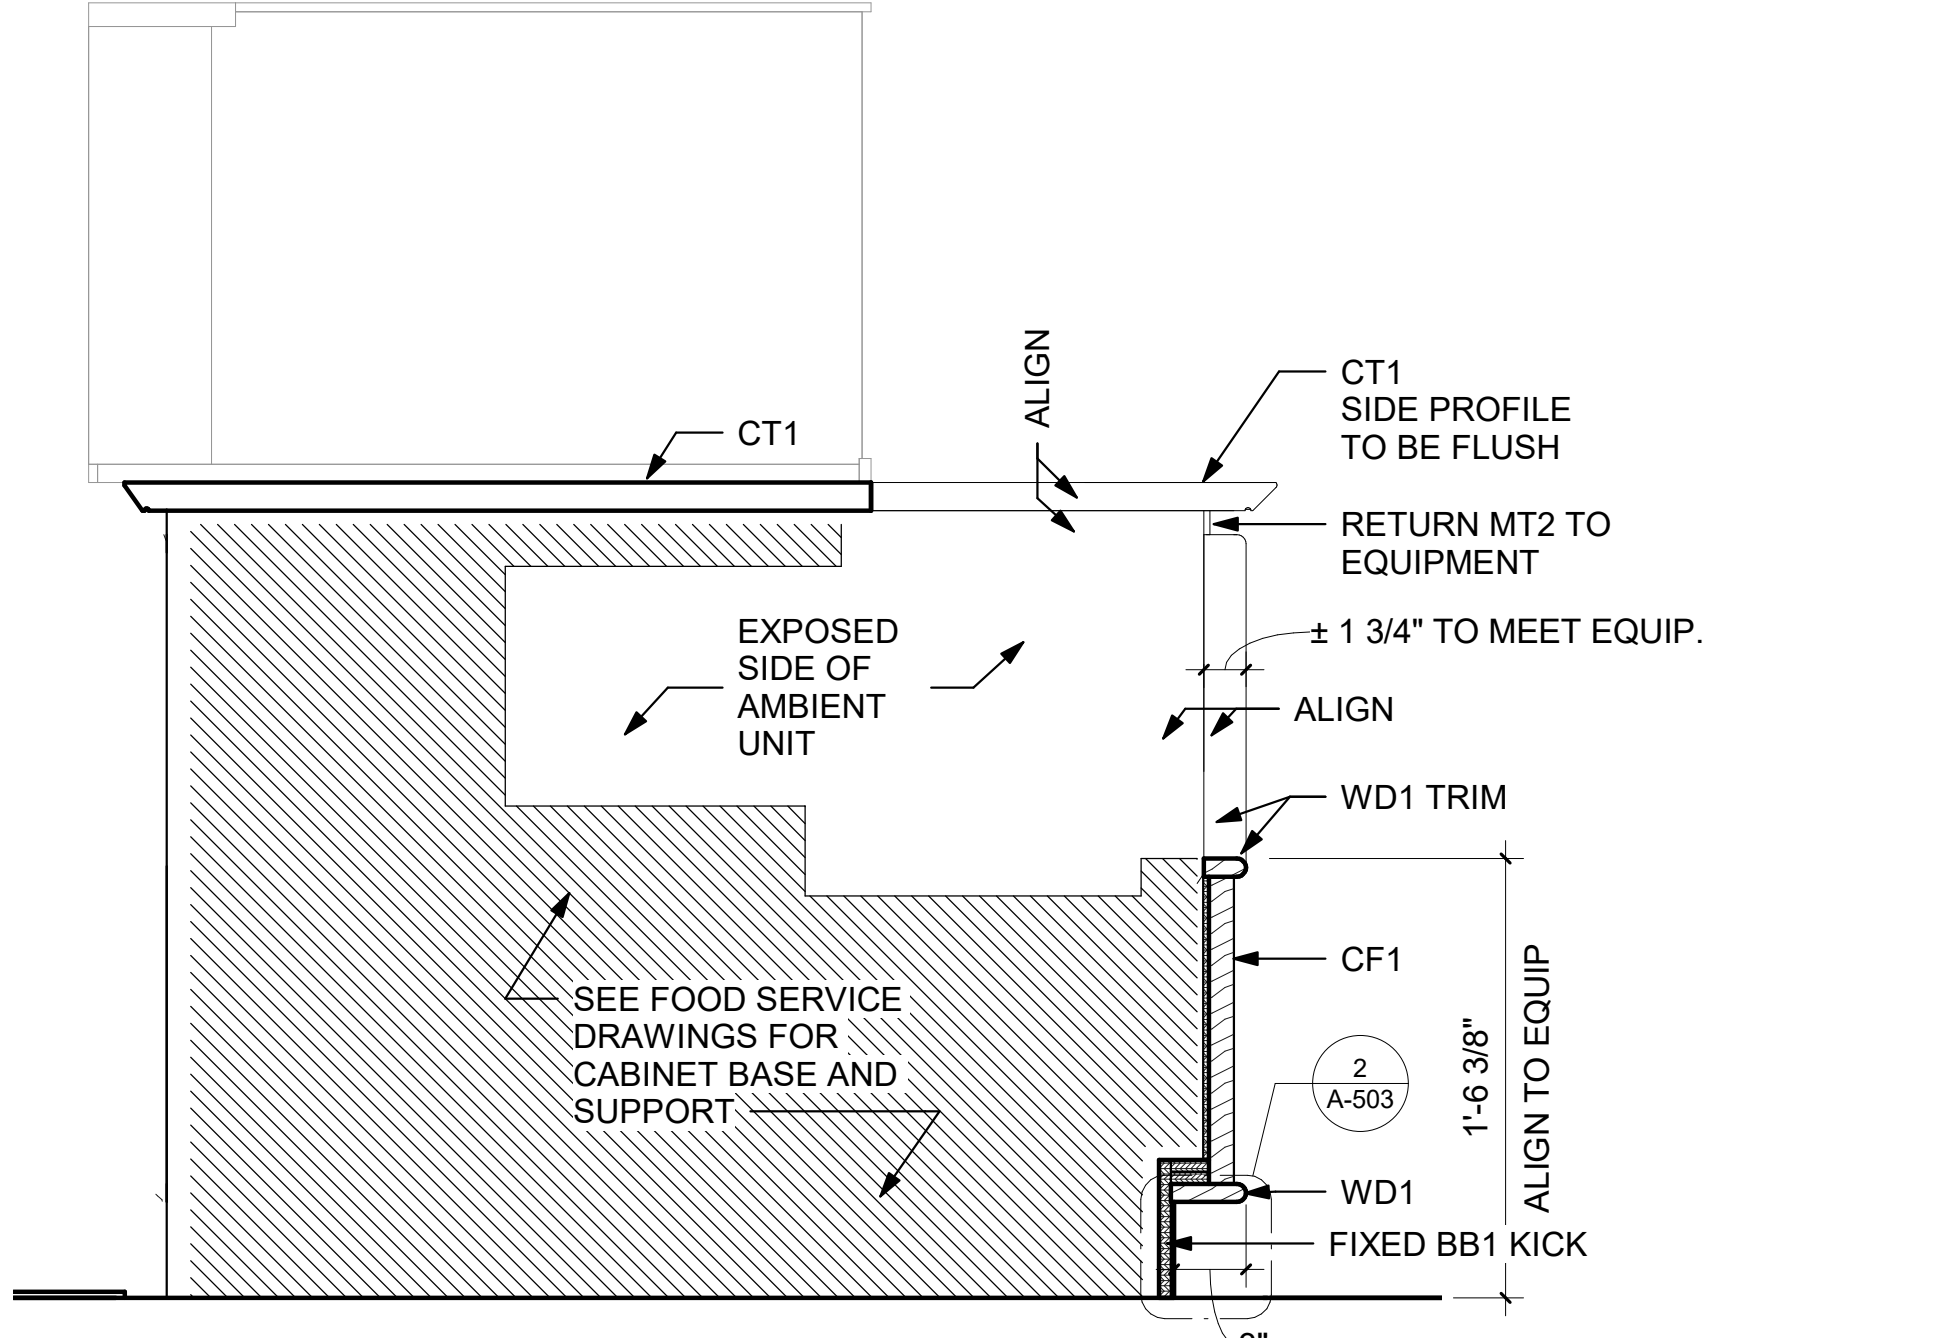 ALIGN
CT1
SIDE PROFILE
TO BE FLUSH
CT1
RETURN MT2 TO
EQUIPMENT
EXPOSED
SIDE OF
AMBIENT
UNIT
± 1 3/4" TO MEET EQUIP.
ALIGN
WD1 TRIM
CF1
SEE FOOD SERVICE
DRAWINGS FOR
CABINET BASE AND
SUPPORT
2
A-503
1'-6 3/8"
ALIGN TO EQUIP
WD1
FIXED BB1 KICK